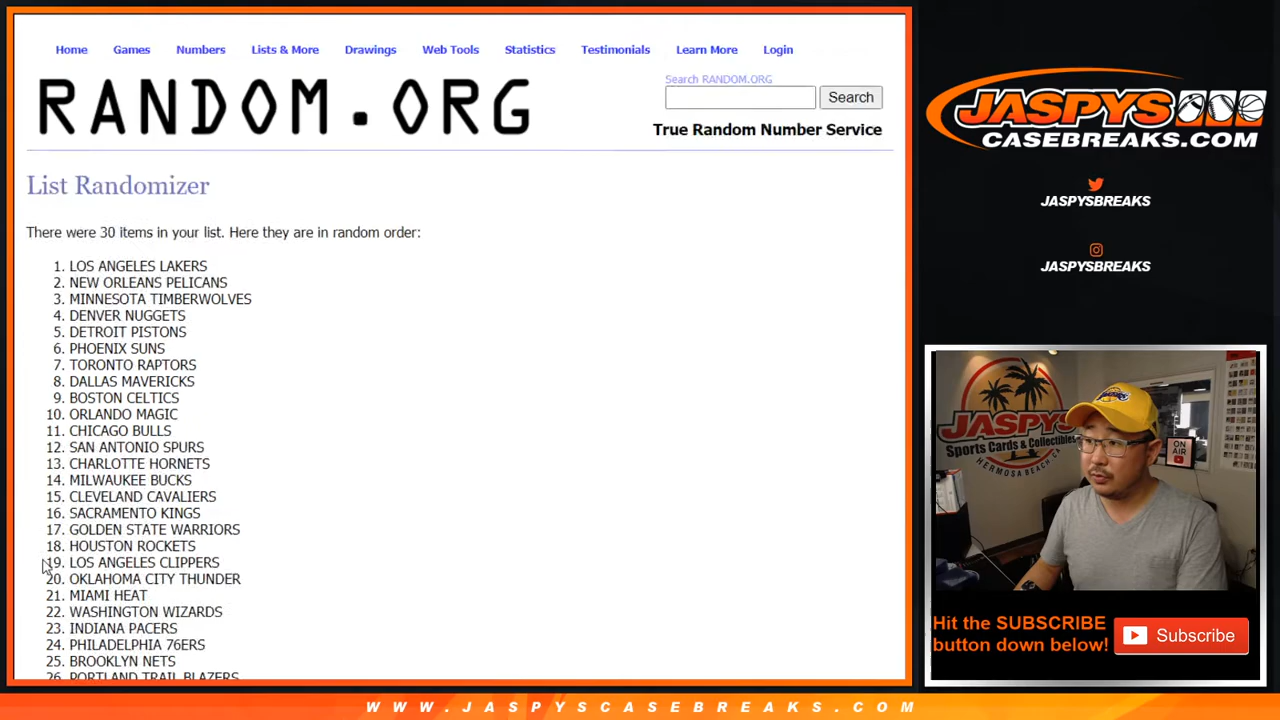 Home Games Numbers Lists & More Drawings Web Tools Statistics Testimonials Learn More Login
RANDOM.ORG
Search RANDOM.ORG
Search
True Random Number Service
List Randomizer
There were 30 items in your list. Here they are in random order:
1. LOS ANGELES LAKERS
2. NEW ORLEANS PELICANS
3. MINNESOTA TIMBERWOLVES
4. DENVER NUGGETS
5. DETROIT PISTONS
6. PHOENIX SUNS
7. TORONTO RAPTORS
8. DALLAS MAVERICKS
9. BOSTON CELTICS
10. ORLANDO MAGIC
11. CHICAGO BULLS
12. SAN ANTONIO SPURS
13. CHARLOTTE HORNETS
14. MILWAUKEE BUCKS
15. CLEVELAND CAVALIERS
16. SACRAMENTO KINGS
17. GOLDEN STATE WARRIORS
18. HOUSTON ROCKETS
19. LOS ANGELES CLIPPERS
20. OKLAHOMA CITY THUNDER
21. MIAMI HEAT
22. WASHINGTON WIZARDS
23. INDIANA PACERS
24. PHILADELPHIA 76ERS
25. BROOKLYN NETS
26. PORTLAND TRAIL BLAZERS
JASPYS
CASEBREAKS.COM
JASPYSBREAKS
JASPYSBREAKS
JASPYS
Sports Cards & Collectibles
HERMOSA BEACH, CA
ON AIR
Hit the SUBSCRIBE
button down below!
Subscribe
WWW.JASPYSCASEBREAKS.COM